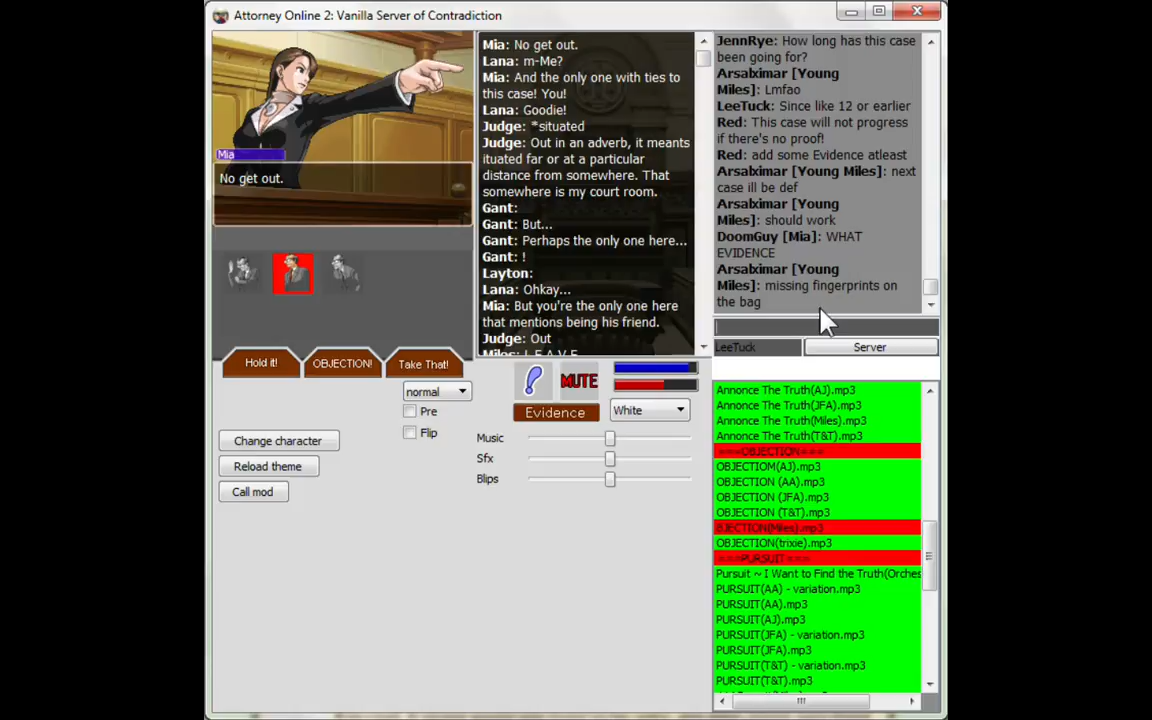 Attorney Online 2: Vanilla Server of Contradiction
Mia
No get out.
Mia: No get out.
Lana: m-Me?
Mia: And the only one with ties to
this case! You!
Lana: Goodie!
Judge: *situated
Judge: Out in an adverb, it meants
ituated far or at a particular
distance from somewhere. That
somewhere is my court room.
Gant:
Gant: But...
Gant: Perhaps the only one here...
Gant: !
Layton:
Lana: Ohkay...
Mia: But you're the only one here
that mentions being his friend.
Judge: Out
Miles: L E A V E
JennRye: How long has this case
been going for?
Arsalximar [Young
Miles]: Lmfao
LeeTuck: Since like 12 or earlier
Red: This case will not progress
if there's no proof!
Red: add some Evidence atleast
Arsalximar [Young Miles]: next
case ill be def
Arsalximar [Young
Miles]: should work
DoomGuy [Mia]: WHAT
EVIDENCE
Arsalximar [Young
Miles]: missing fingerprints on
the bag
LeeTuck
Server
Hold it!
OBJECTION!
Take That!
normal
Pre
Flip
MUTE
Evidence
White
Change character
Reload theme
Call mod
Music
Sfx
Blips
Annonce The Truth(AJ).mp3
Annonce The Truth(JFA).mp3
Annonce The Truth(Miles).mp3
Annonce The Truth(T&T).mp3
===OBJECTION===
OBJECTIOM(AJ).mp3
OBJECTION (AA).mp3
OBJECTION (JFA).mp3
OBJECTION (T&T).mp3
BJECTION(Miles).mp3
OBJECTION(trixie).mp3
===PURSUIT===
Pursuit ~ I Want to Find the Truth(Orches
PURSUIT(AA) - variation.mp3
PURSUIT(AA).mp3
PURSUIT(AJ).mp3
PURSUIT(JFA) - variation.mp3
PURSUIT(JFA).mp3
PURSUIT(T&T) - variation.mp3
PURSUIT(T&T).mp3